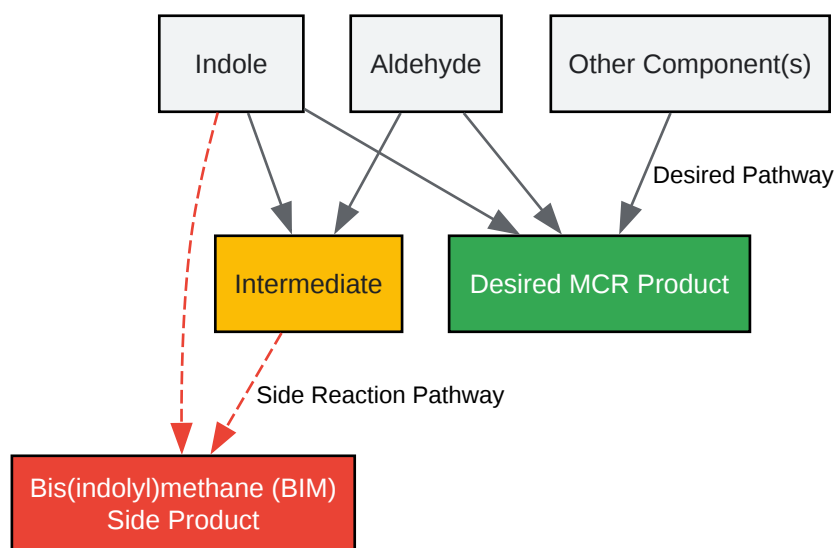 Indole
Aldehyde
Other Component(s)
Desired Pathway
Intermediate
Desired MCR Product
Side Reaction Pathway
Bis(indolyl)methane (BIM)
Side Product